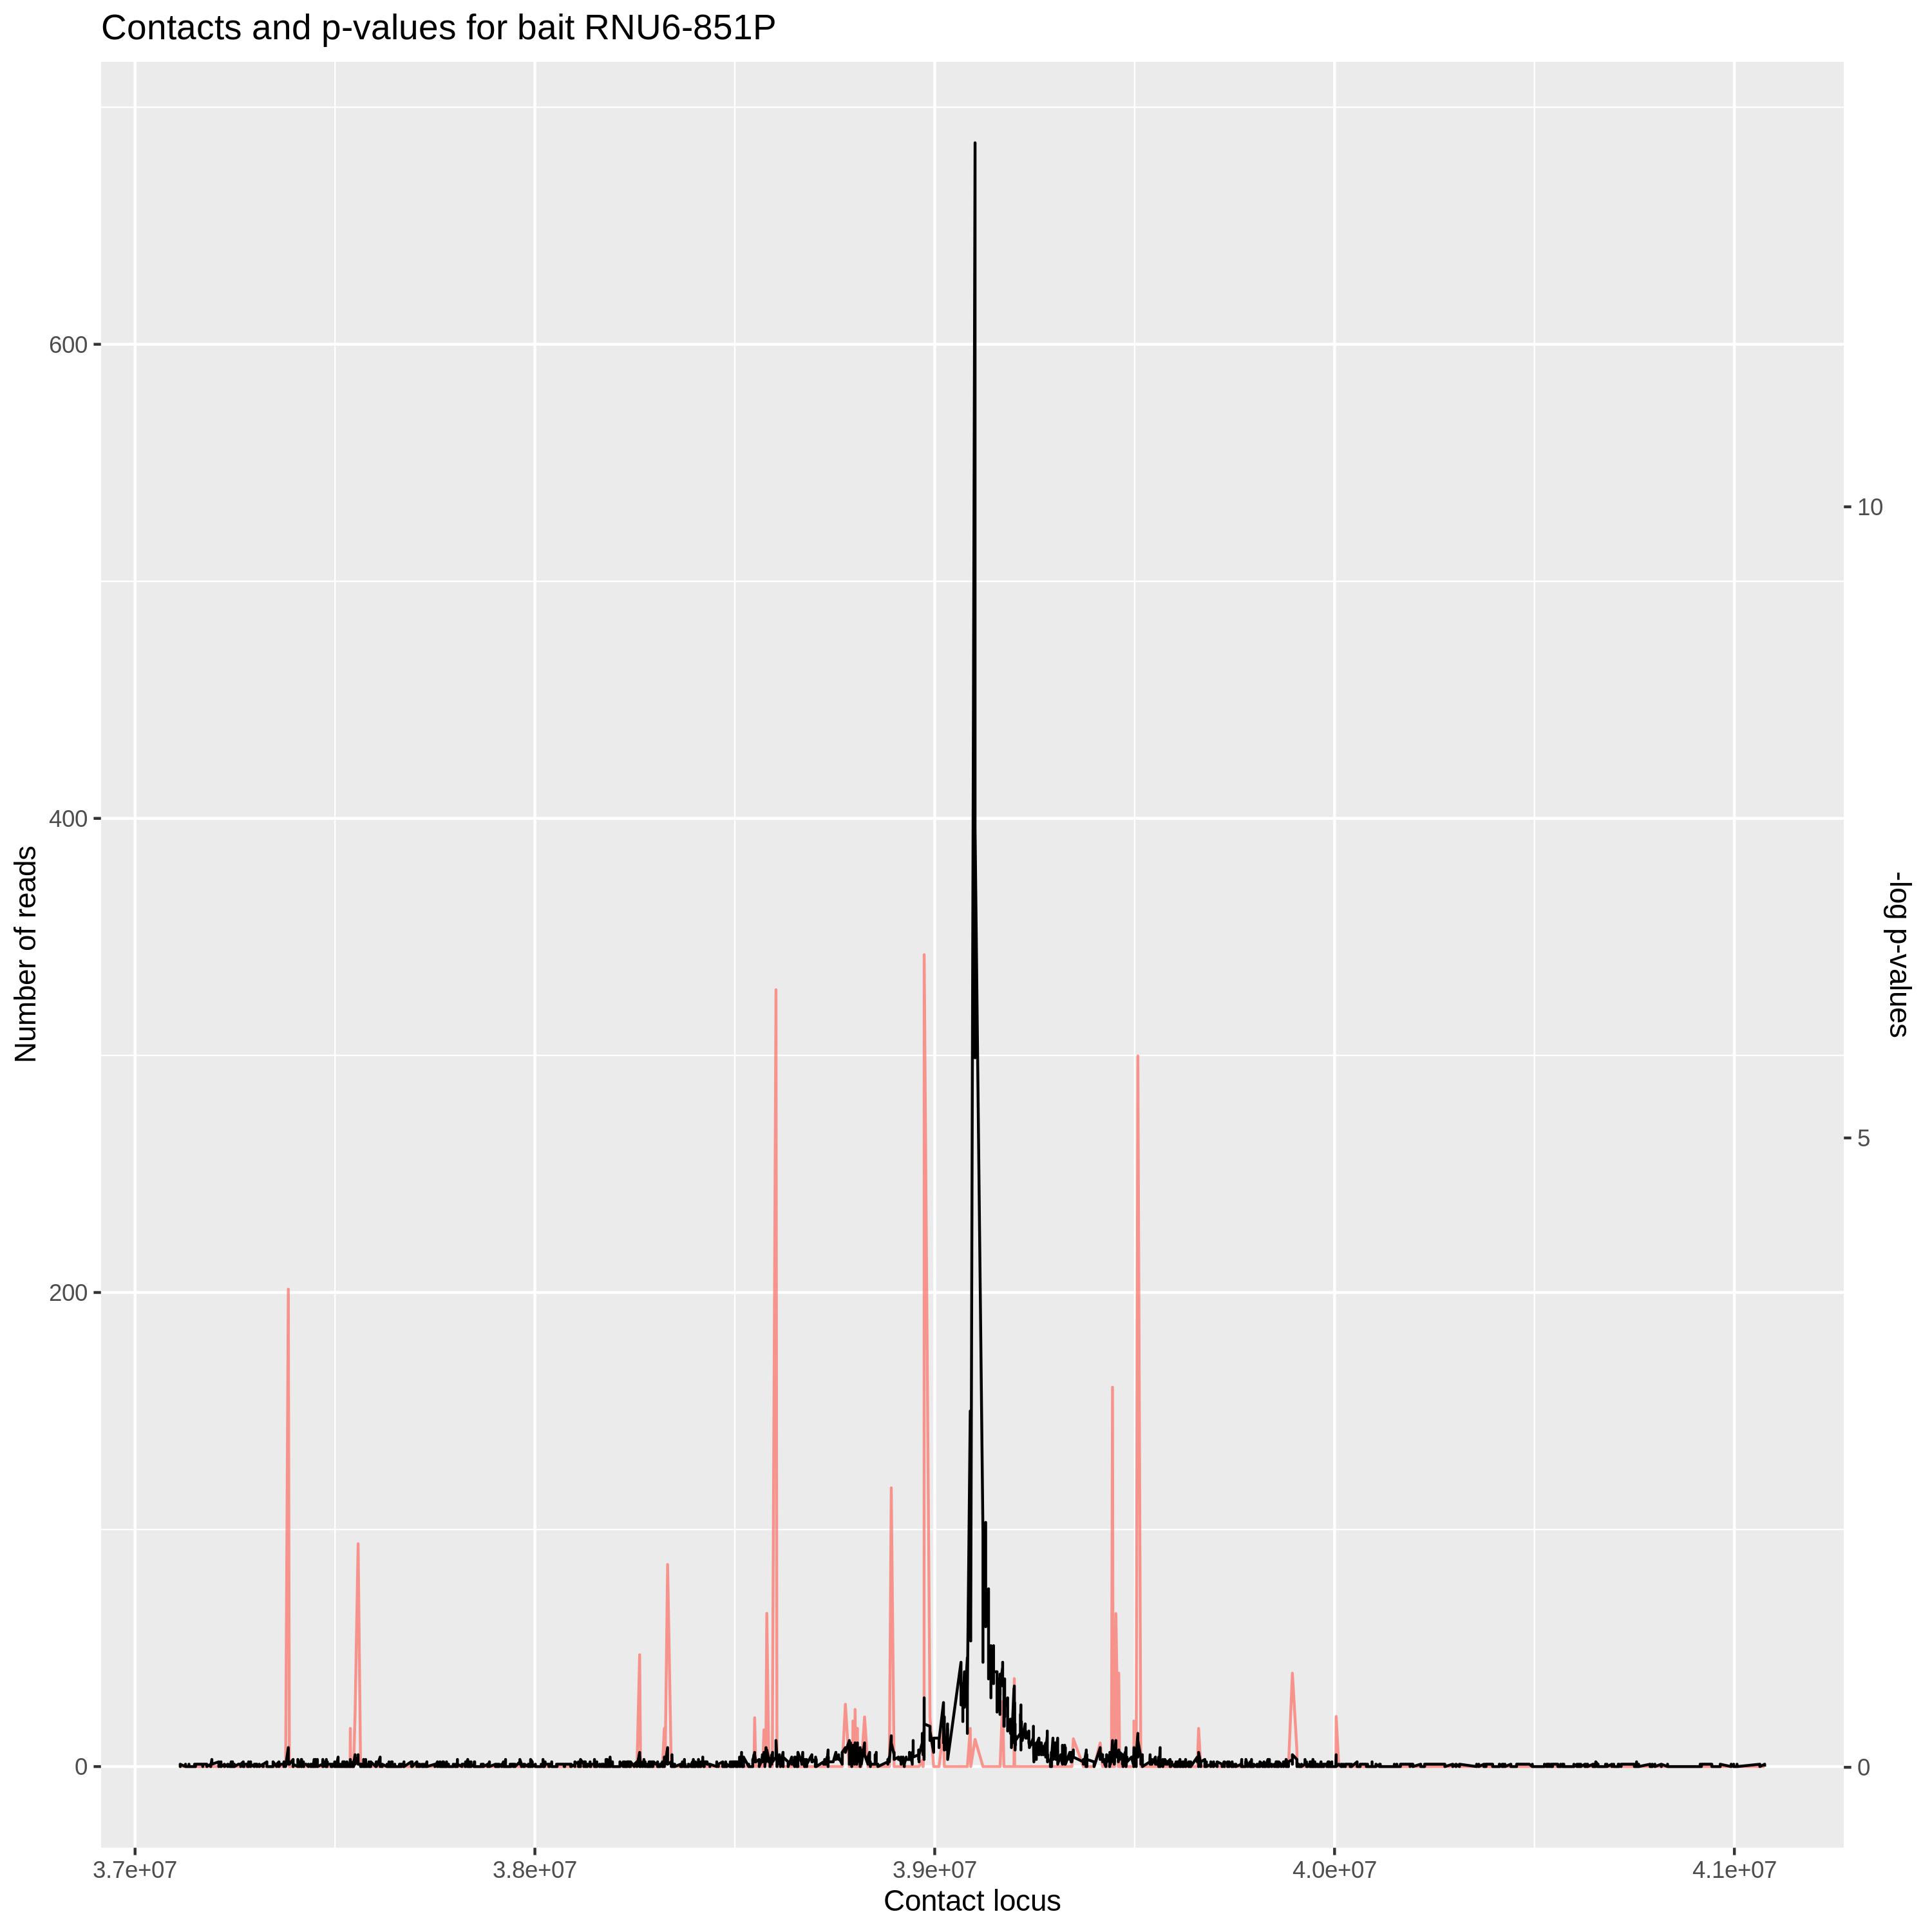 Contacts and p-values for bait RNU6-851P
600
400
200
0
Number of reads
10
5
0
-log p-values
3.7e+07
3.8e+07
3.9e+07
4.0e+07
4.1e+07
Contact locus